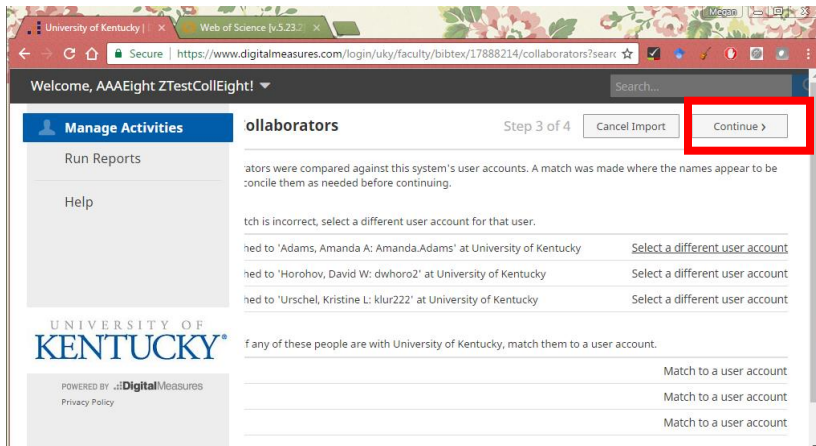 Megan
University of Kentucky |
Web of Science [v.5.23.2
Secure | https://www.digitalmeasures.com/login/uky/faculty/bibtex/17888214/collaborators?searc
Welcome, AAAEight ZTestCollEight!
Search...
Manage Activities
Run Reports
Help
UNIVERSITY OF
KENTUCKY®
POWERED BY .:DigitalMeasures
Privacy Policy
Collaborators
Step 3 of 4
Cancel Import
Continue ›
ators were compared against this system's user accounts. A match was made where the names appear to be
concile them as needed before continuing.
tch is incorrect, select a different user account for that user.
hed to 'Adams, Amanda A: Amanda.Adams' at University of Kentucky Select a different user account
hed to 'Horohov, David W: dwhoro2' at University of Kentucky Select a different user account
hed to 'Urschel, Kristine L: klur222' at University of Kentucky Select a different user account
If any of these people are with University of Kentucky, match them to a user account.
Match to a user account
Match to a user account
Match to a user account